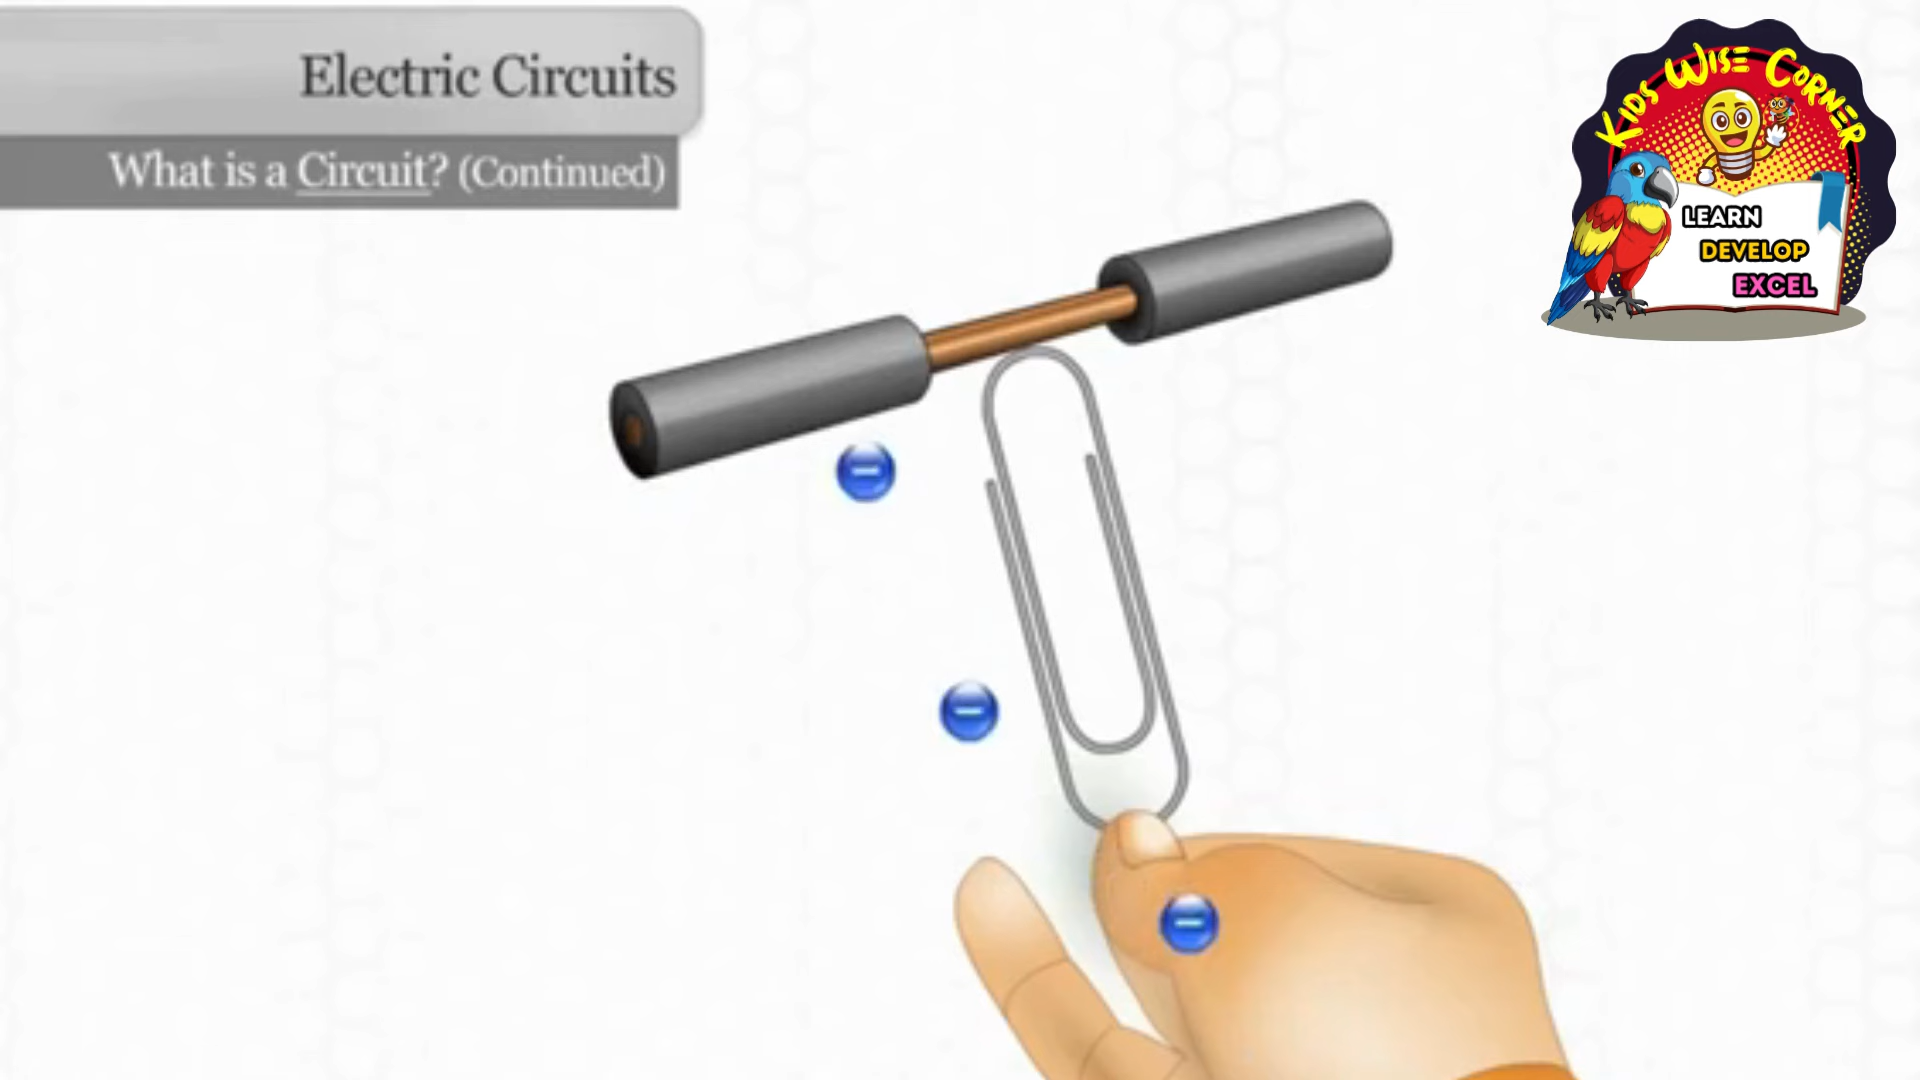 Electric Circuits
What is a Circuit? (Continued)
KIDS WISE CORNER
LEARN
DEVELOP
EXCEL